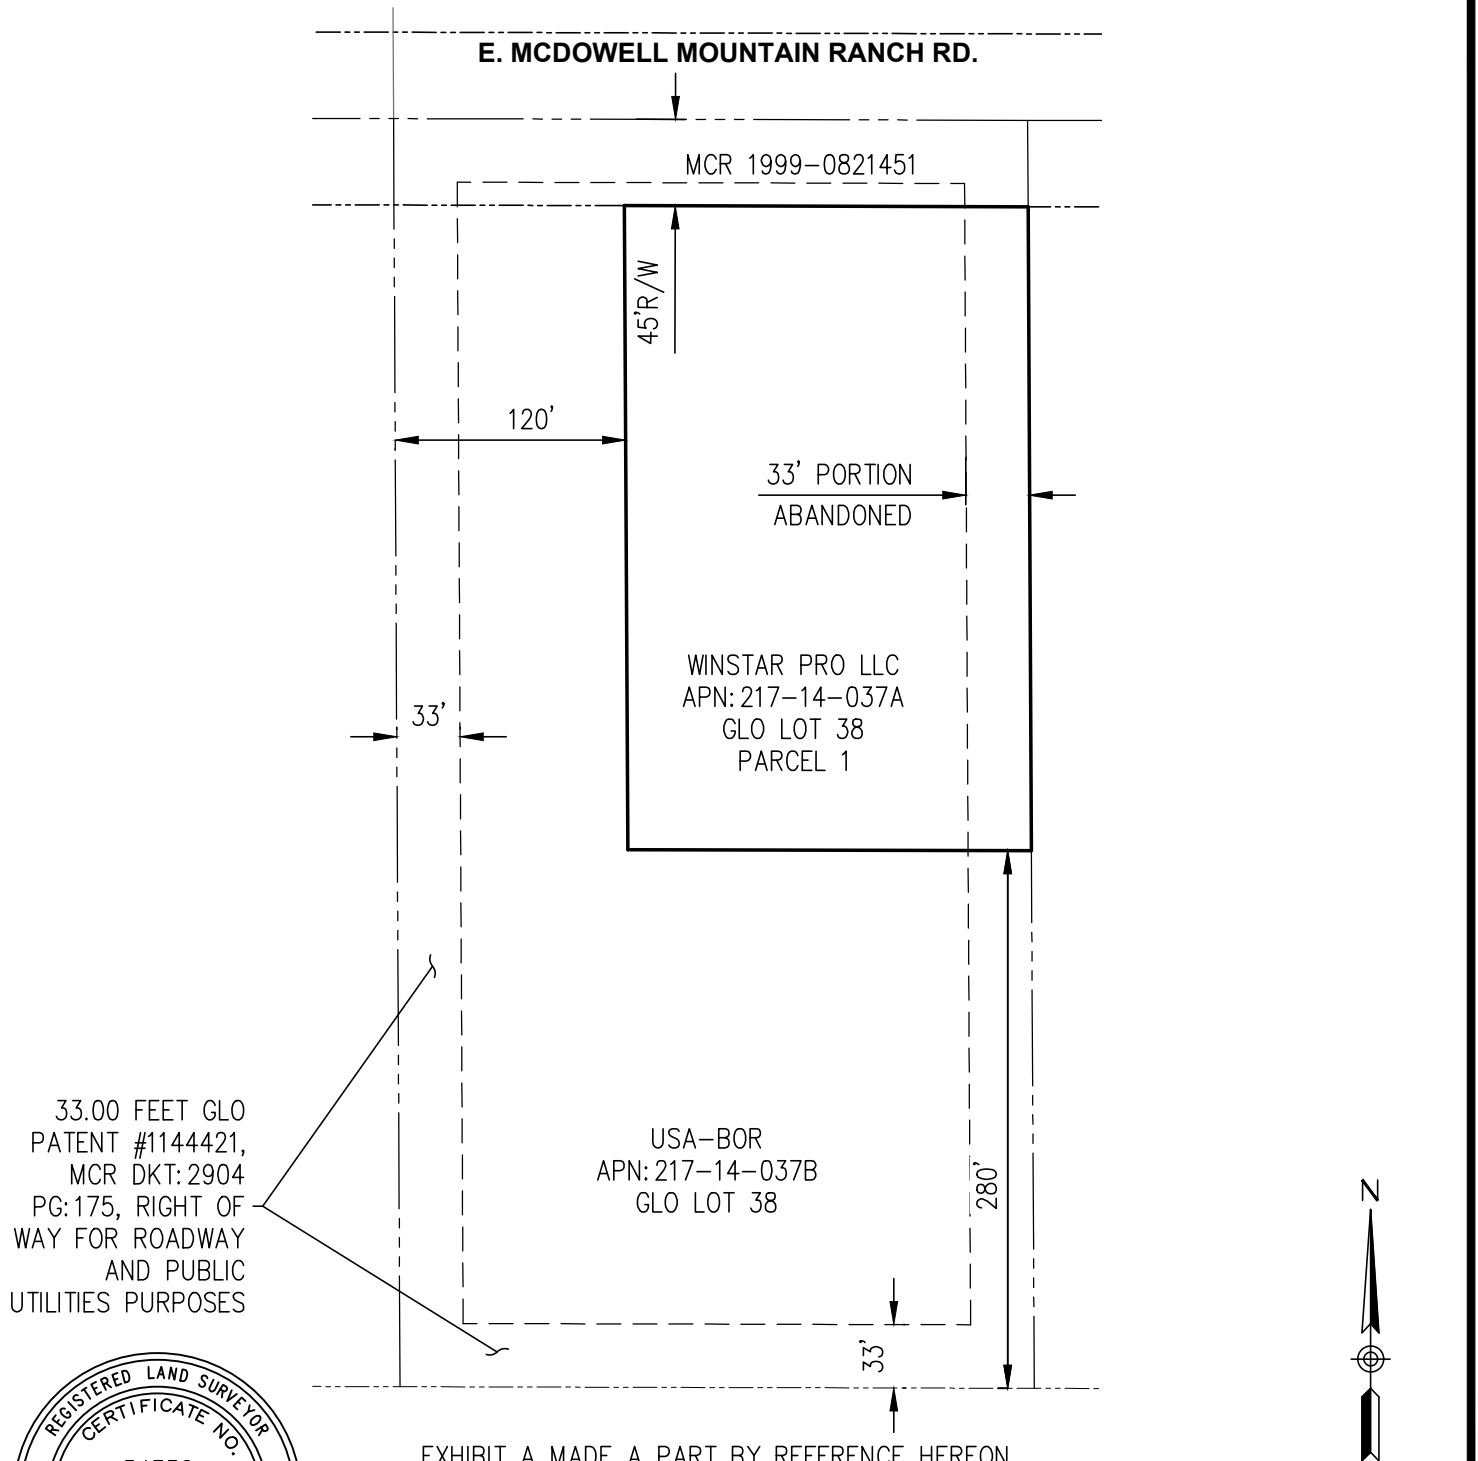 E. MCDOWELL MOUNTAIN RANCH RD.
MCR 1999-0821451
45'R/W
120'
33' PORTION
ABANDONED
WINSTAR PRO LLC
APN:217-14-037A
GLO LOT 38
PARCEL 1
33'
33.00 FEET GLO
PATENT #1144421,
MCR DKT:2904
PG:175, RIGHT OF
WAY FOR ROADWAY
AND PUBLIC
UTILITIES PURPOSES
USA-BOR
APN:217-14-037B
GLO LOT 38
280'
N
33'
REGISTERED LAND SURVEYOR
CERTIFICATE NO.
EXHIBIT A MADE A PART BY REFERENCE HEREON